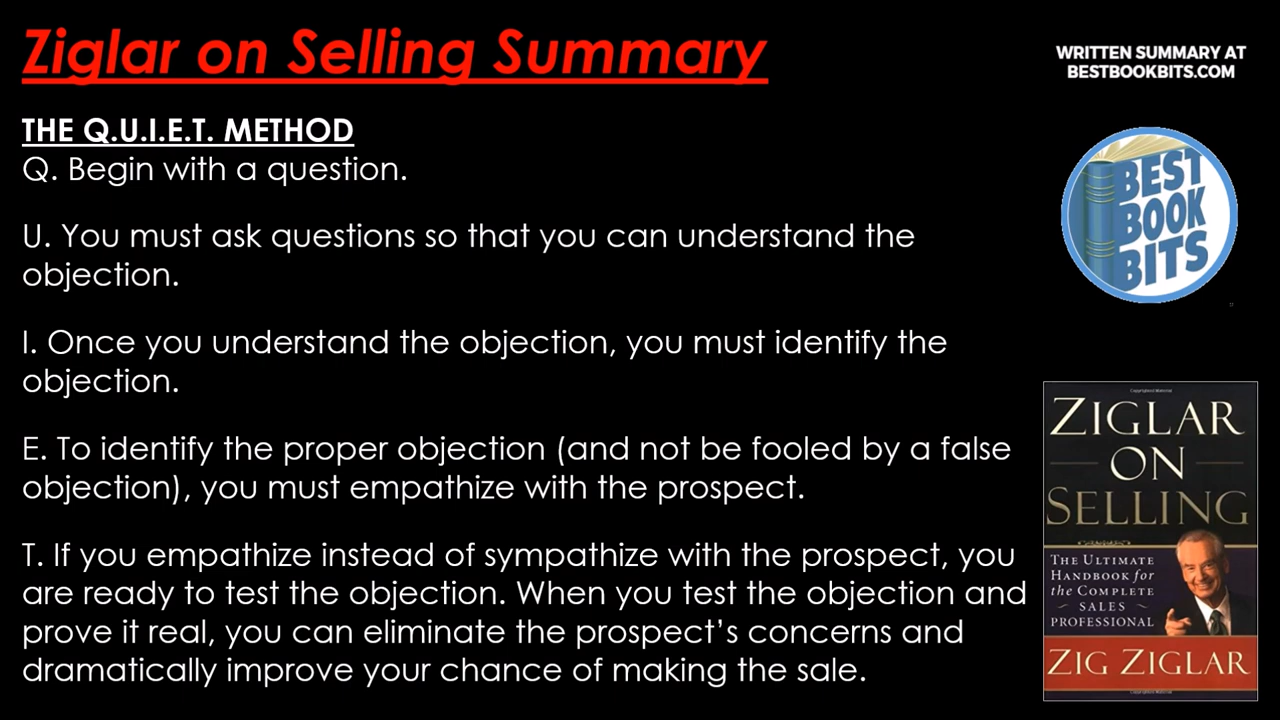 Ziglar on Selling Summary
WRITTEN SUMMARY AT
BESTBOOKBITS.COM
THE Q.U.I.E.T. METHOD
Q. Begin with a question.
U. You must ask questions so that you can understand the
objection.
I. Once you understand the objection, you must identify the
objection.
E. To identify the proper objection (and not be fooled by a false
objection), you must empathize with the prospect.
T. If you empathize instead of sympathize with the prospect, you
are ready to test the objection. When you test the objection and
prove it real, you can eliminate the prospect’s concerns and
dramatically improve your chance of making the sale.
BEST
BOOK
BITS
Copyrighted Material
ZIGLAR
ON
SELLING
THE ULTIMATE
HANDBOOK for
the COMPLETE
SALES
PROFESSIONAL
ZIG ZIGLAR
Copyrighted Material